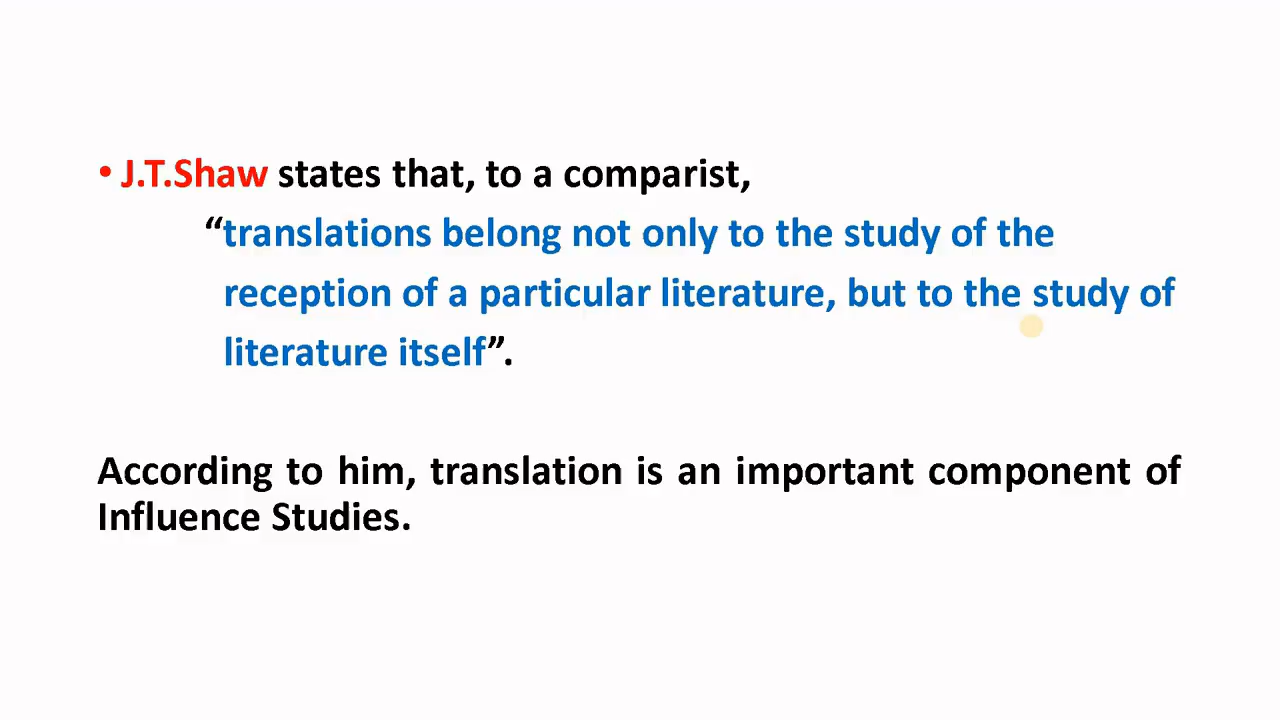 • J.T.Shaw states that, to a comparist,
“translations belong not only to the study of the
reception of a particular literature, but to the study of
literature itself”.
According to him, translation is an important component of
Influence Studies.